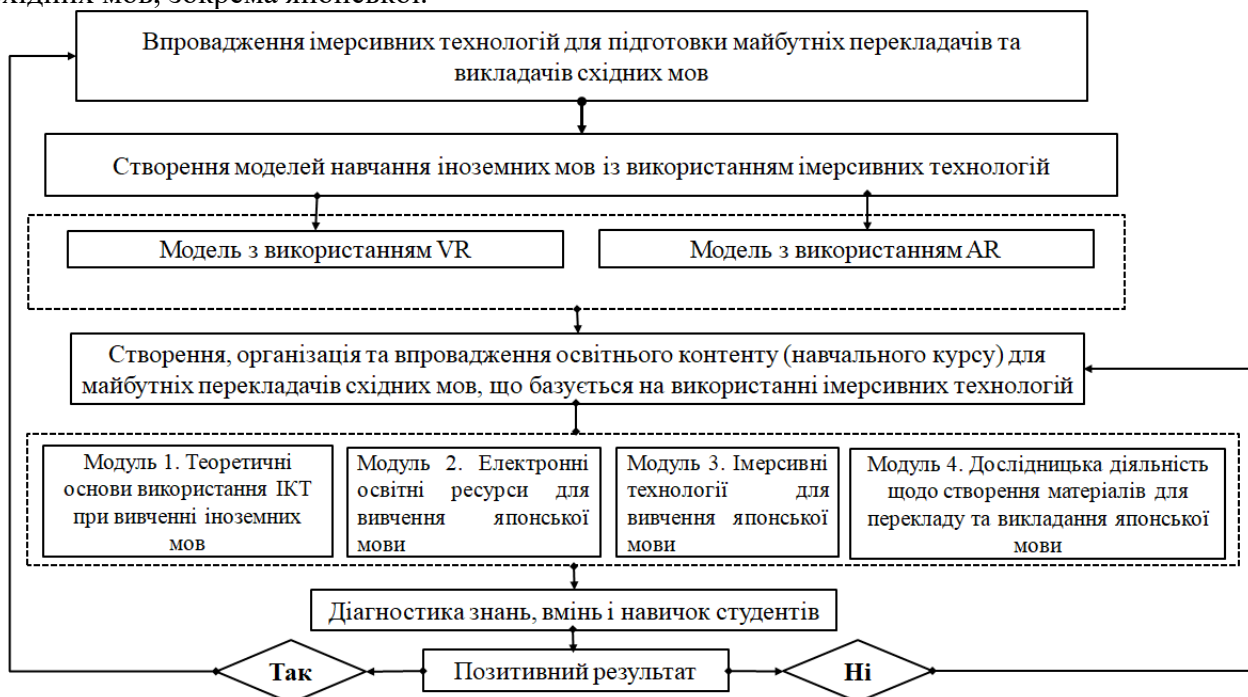 хідних мов, зокрема японської.
Впровадження імерсивних технологій для підготовки майбутніх перекладачів та
викладачів східних мов
Створення моделей навчання іноземних мов із використанням імерсивних технологій
Модель з використанням VR
Модель з використанням AR
Створення, організація та впровадження освітнього контенту (навчального курсу) для
майбутніх перекладачів східних мов, що базується на використанні імерсивних технологій
Модуль 1. Теоретичні
основи використання ІКТ
при вивченні іноземних
мов
Модуль 2. Електронні
освітні ресурси для
вивчення японської
мови
Модуль 3. Імерсивні
технології для
вивчення японської
мови
Модуль 4. Дослідницька діяльність
щодо створення матеріалів для
перекладу та викладання японської
мови
Діагностика знань, вмінь і навичок студентів
Так
Позитивний результат
Ні